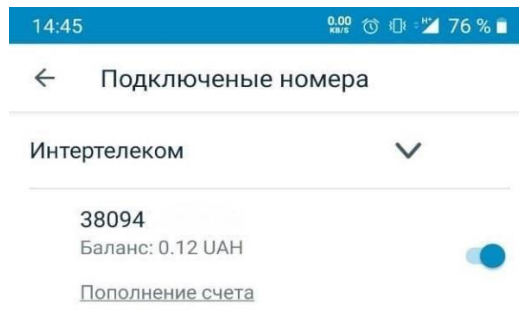 14:45 0.00 KB/S H+ 76 %
Подключеные номера
Интертелеком
38094
Баланс: 0.12 UAH
Пополнение счета